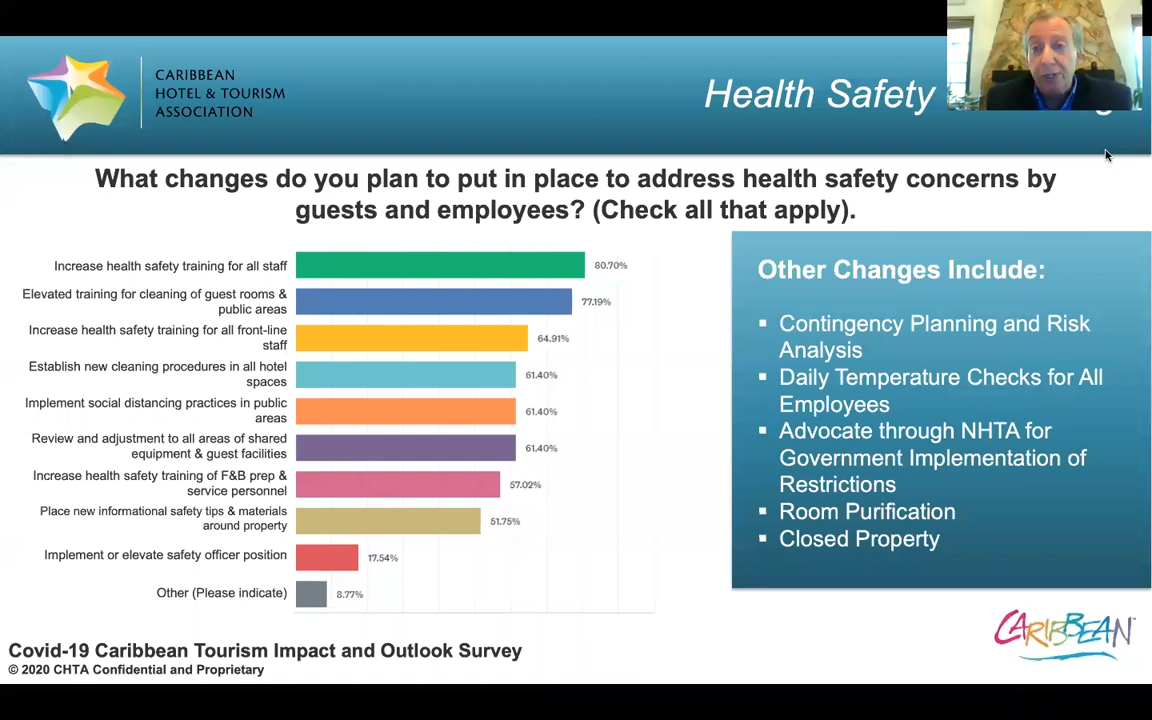 CARIBBEAN
HOTEL & TOURISM
ASSOCIATION
Health Safety
What changes do you plan to put in place to address health safety concerns by
guests and employees? (Check all that apply).
Increase health safety training for all staff
80.70%
Elevated training for cleaning of guest rooms &
public areas
77.19%
Increase health safety training for all front-line
staff
64.91%
Establish new cleaning procedures in all hotel
spaces
61.40%
Implement social distancing practices in public
areas
61.40%
Review and adjustment to all areas of shared
equipment & guest facilities
61.40%
Increase health safety training of F&B prep &
service personnel
57.02%
Place new informational safety tips & materials
around property
51.75%
Implement or elevate safety officer position
17.54%
Other (Please indicate)
8.77%
Other Changes Include:
▪ Contingency Planning and Risk
Analysis
▪ Daily Temperature Checks for All
Employees
▪ Advocate through NHTA for
Government Implementation of
Restrictions
▪ Room Purification
▪ Closed Property
CARIBBEAN
Covid-19 Caribbean Tourism Impact and Outlook Survey
© 2020 CHTA Confidential and Proprietary